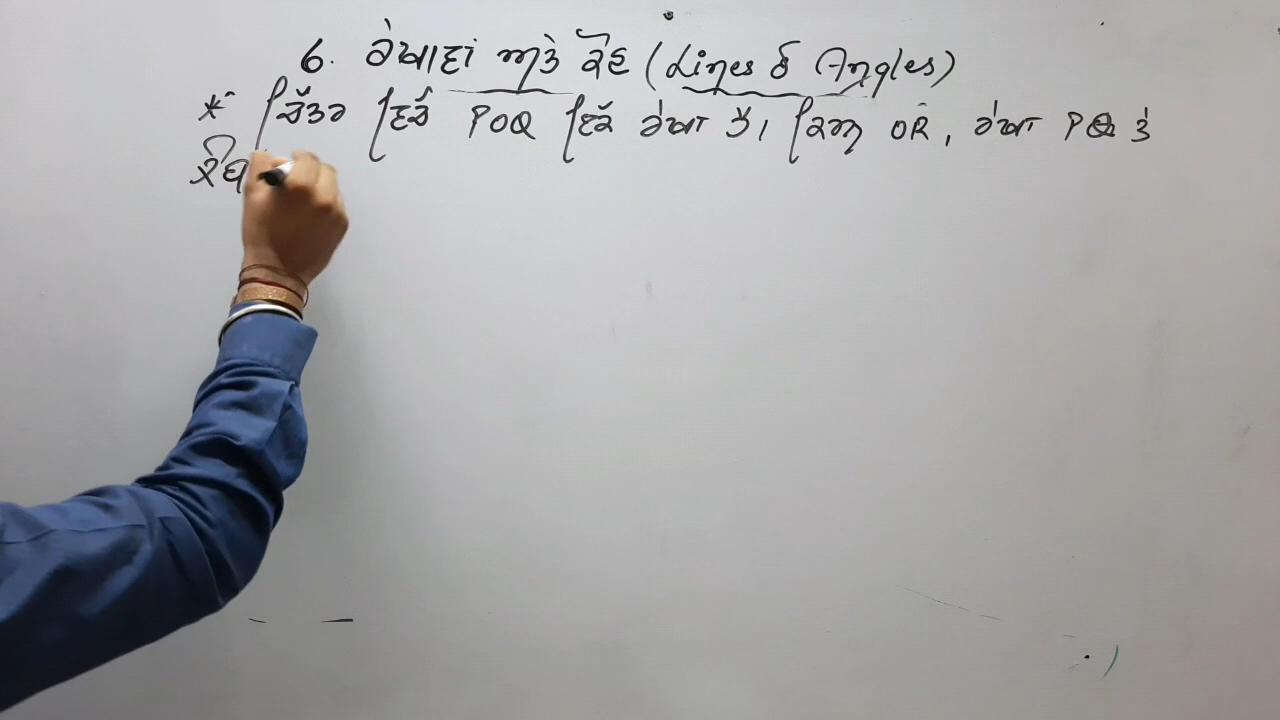 6. ਰੇਖਾਵਾਂ ਅਤੇ ਕੋਣ (Lines & Angles)
* ਚਿੱਤਰ ਵਿੱਚ POQ ਇੱਕ ਰੇਖਾ ਹੈ। ਕਿਰਨ OR, ਰੇਖਾ PQ ਤੇ